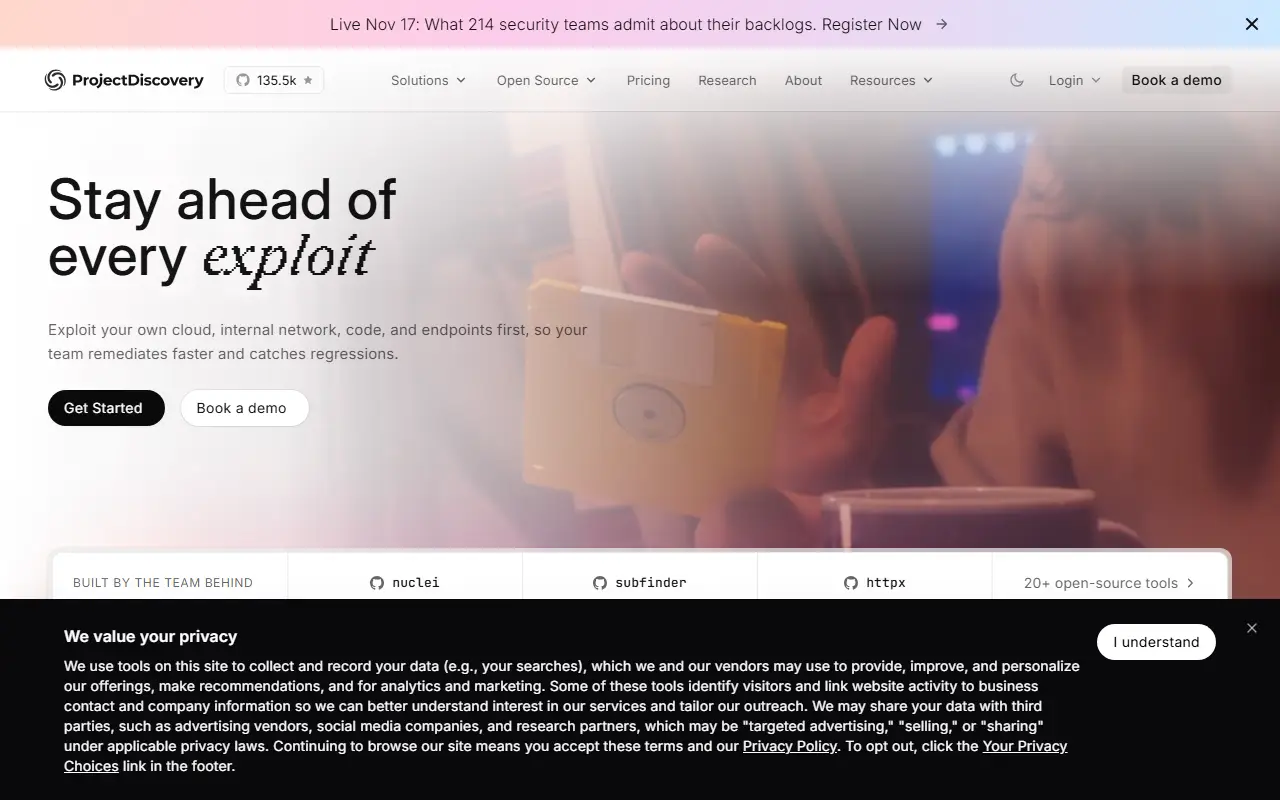 Live Nov 17: What 214 security teams admit about their backlogs. Register Now
ProjectDiscovery
135.5k
Solutions
Open Source
Pricing
Research
About
Resources
Login
Book a demo
Stay ahead of
every exploit
Exploit your own cloud, internal network, code, and endpoints first, so your
team remediates faster and catches regressions.
Get Started
Book a demo
BUILT BY THE TEAM BEHIND
nuclei
subfinder
httpx
20+ open-source tools
We value your privacy
I understand
We use tools on this site to collect and record your data (e.g., your searches), which we and our vendors may use to provide, improve, and personalize
our offerings, make recommendations, and for analytics and marketing. Some of these tools identify visitors and link website activity to business
contact and company information so we can better understand interest in our services and tailor our outreach. We may share your data with third
parties, such as advertising vendors, social media companies, and research partners, which may be "targeted advertising," "selling," or "sharing"
under applicable privacy laws. Continuing to browse our site means you accept these terms and our Privacy Policy. To opt out, click the Your Privacy
Choices link in the footer.